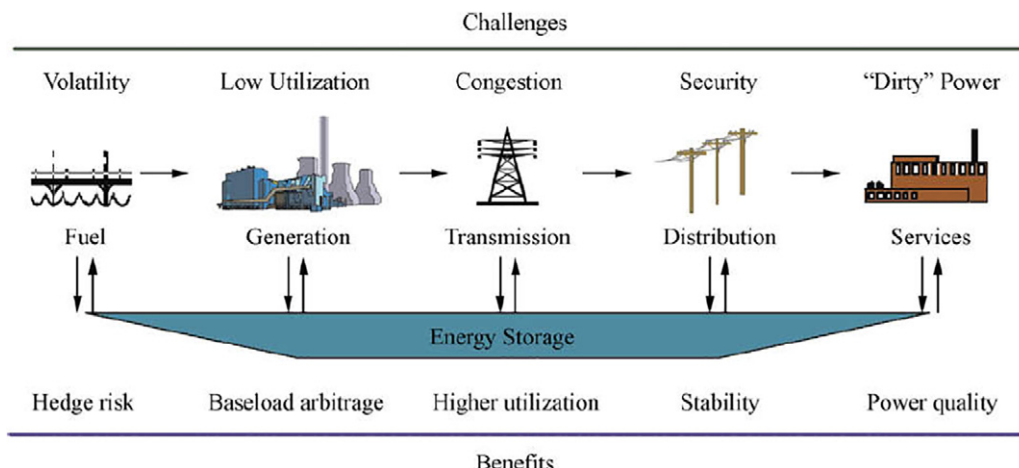 Challenges
Volatility Low Utilization Congestion Security “Dirty” Power
Fuel Generation Transmission Distribution Services
Energy Storage
Hedge risk Baseload arbitrage Higher utilization Stability Power quality
Benefits